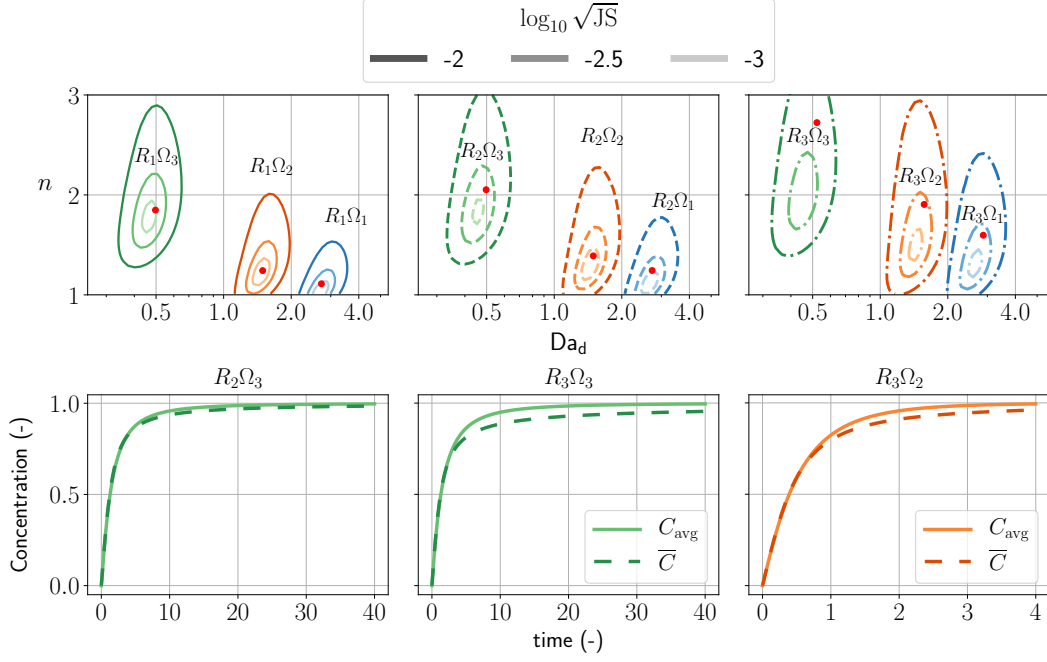 log₁₀ √JS
-2 -2.5 -3
3
2
1
n
R₁Ω₃
R₁Ω₂
R₁Ω₁
R₂Ω₃
R₂Ω₂
R₂Ω₁
R₃Ω₃
R₃Ω₂
R₃Ω₁
0.5 1.0 2.0 4.0
0.5 1.0 2.0 4.0
0.5 1.0 2.0 4.0
Da_d
R₂Ω₃
R₃Ω₃
R₃Ω₂
Concentration (-)
1.0
0.5
0.0
C_avg
C̅
C_avg
C̅
0 10 20 30 40
0 10 20 30 40
0 1 2 3 4
time (-)